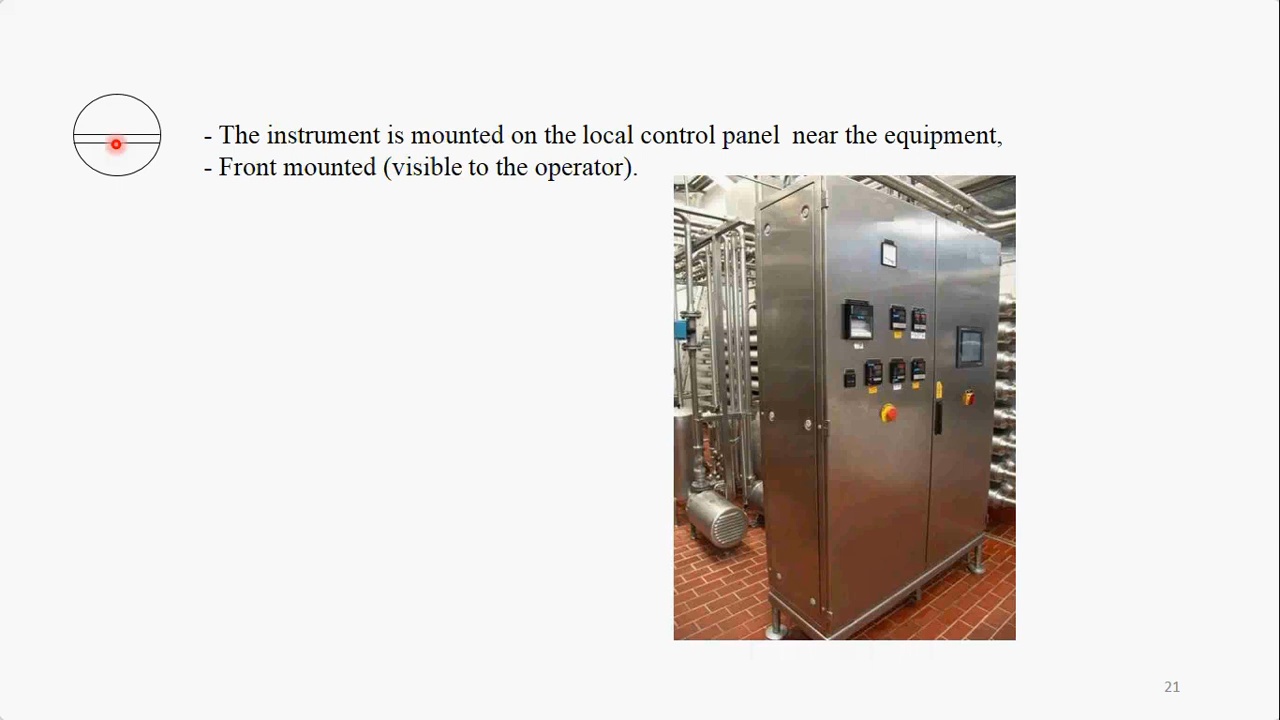 - The instrument is mounted on the local control panel near the equipment,
- Front mounted (visible to the operator).
21